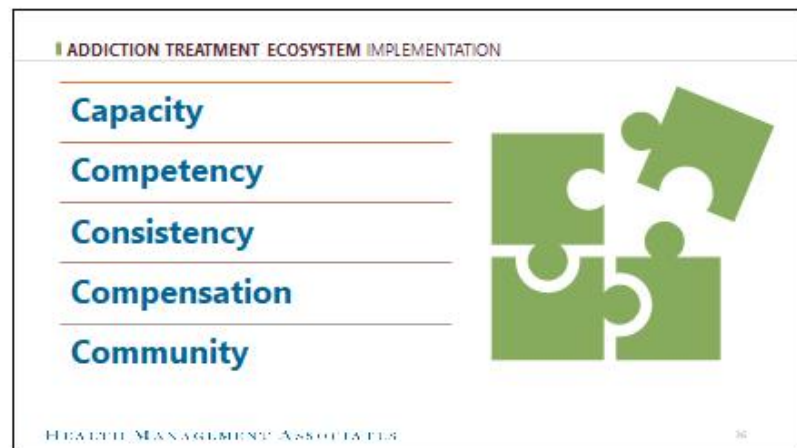 ADDICTION TREATMENT ECOSYSTEM IMPLEMENTATION
Capacity
Competency
Consistency
Compensation
Community
HEALTH MANAGEMENT ASSOCIATES